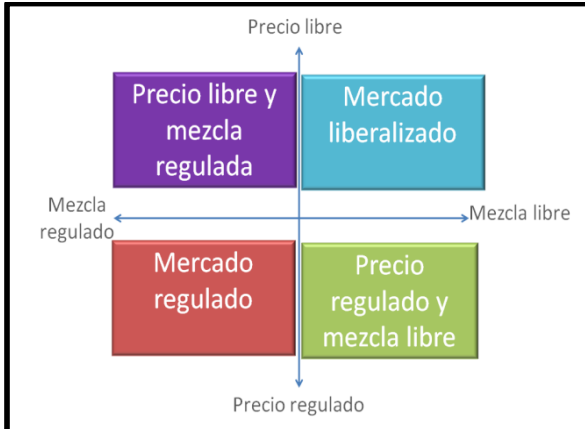 Precio libre
Precio libre y
mezcla
regulada
Mercado
liberalizado
Mezcla
regulado
Mezcla libre
Mercado
regulado
Precio
regulado y
mezcla libre
Precio regulado